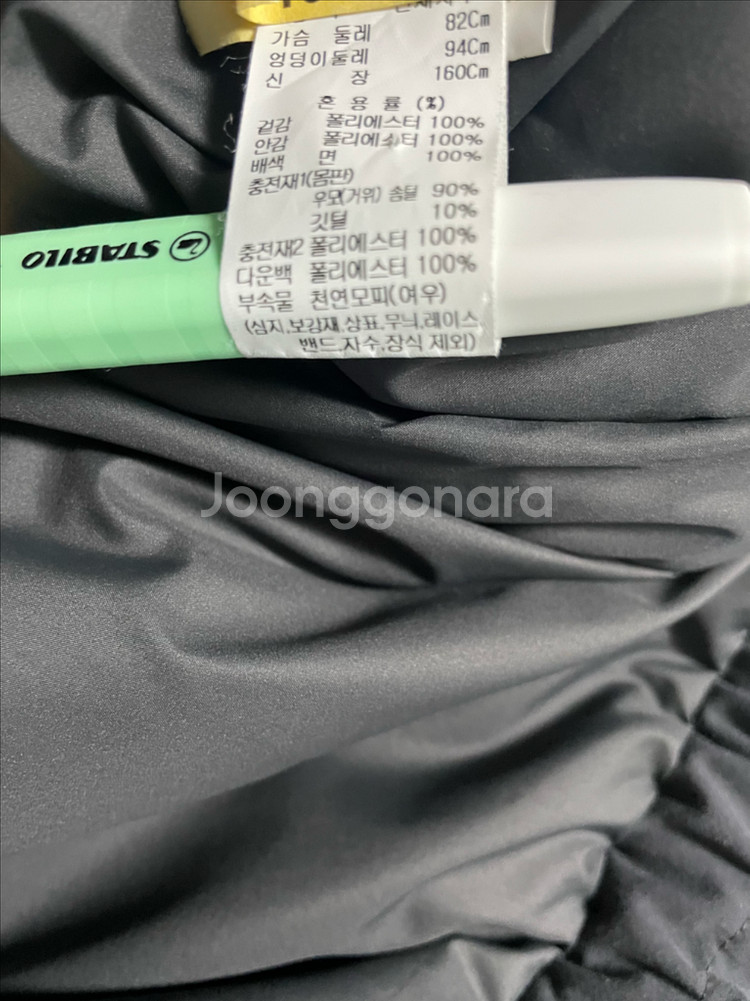 가슴 둘레 82Cm
엉덩이둘레 94Cm
신 장 160Cm
혼 용 률 (%)
겉감 폴리에스터 100%
안감 폴리에스터 100%
배색 면 100%
충전재1(몸판)
우모(거위) 솜털 90%
깃털 10%
충전재2 폴리에스터 100%
다운백 폴리에스터 100%
부속물 천연모피(여우)
(심지,보강재,상표,무늬,레이스
밴드,자수,장식 제외)
STABILO
Joonggonara